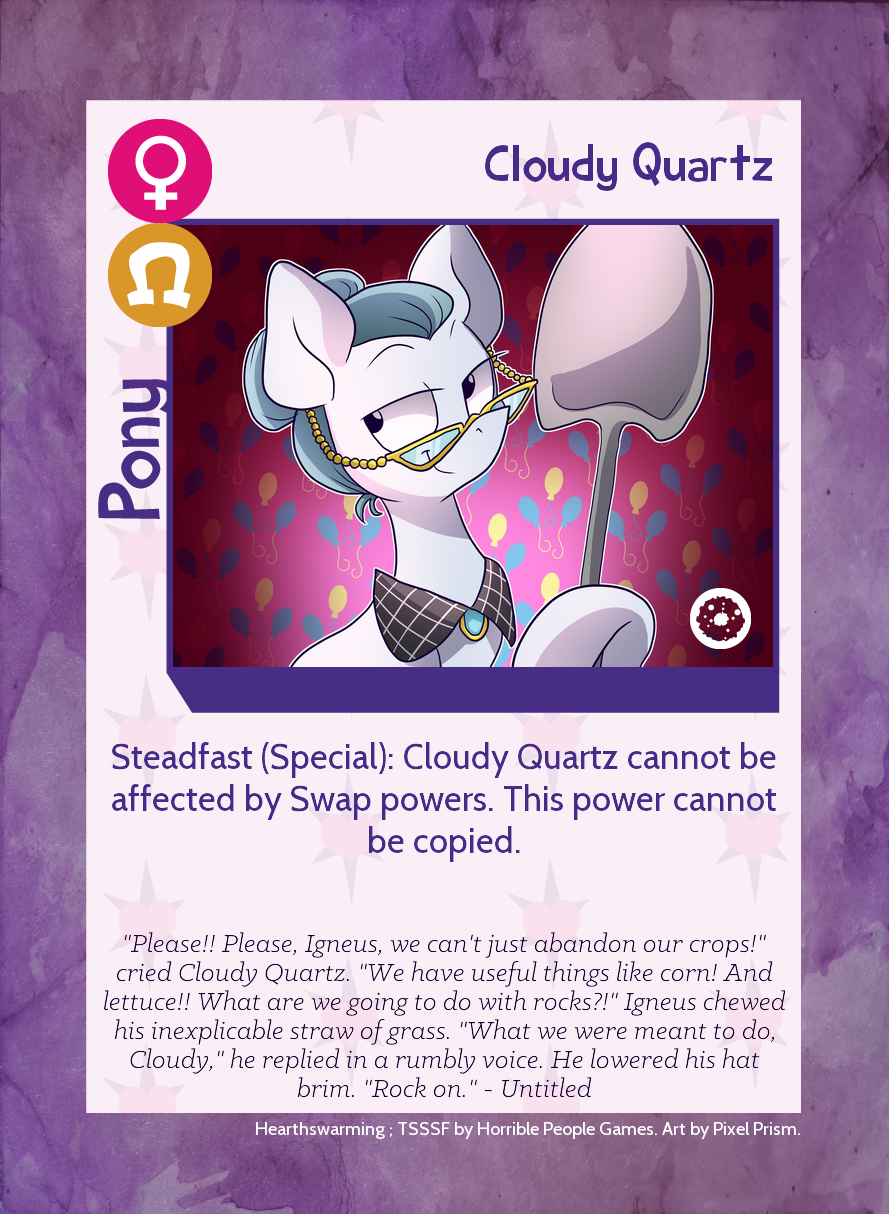 Cloudy Quartz
Pony
Steadfast (Special): Cloudy Quartz cannot be
affected by Swap powers. This power cannot
be copied.
"Please!! Please, Igneus, we can't just abandon our crops!"
cried Cloudy Quartz. "We have useful things like corn! And
lettuce!! What are we going to do with rocks?!" Igneus chewed
his inexplicable straw of grass. "What we were meant to do,
Cloudy," he replied in a rumbly voice. He lowered his hat
brim. "Rock on." - Untitled
Hearthswarming ; TSSSF by Horrible People Games. Art by Pixel Prism.